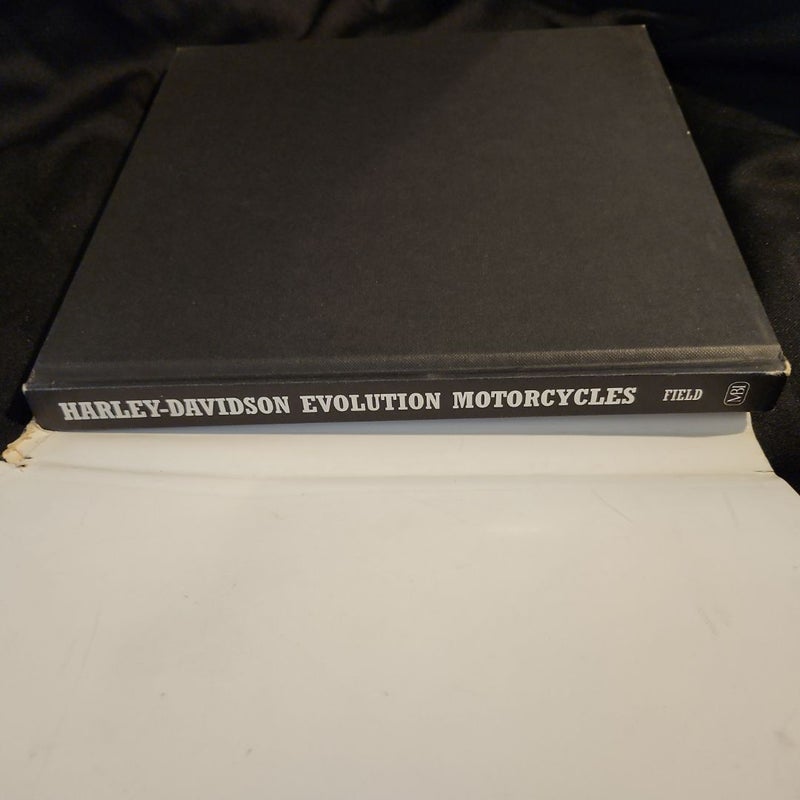 HARLEY-DAVIDSON EVOLUTION MOTORCYCLES FIELD MBI